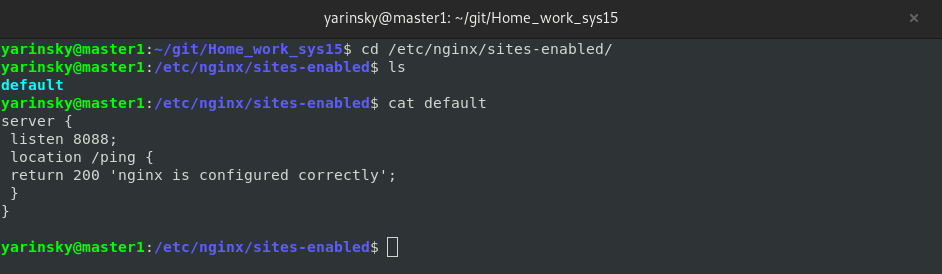 yarinsky@master1: ~/git/Home_work_sys15
yarinsky@master1:~/git/Home_work_sys15$ cd /etc/nginx/sites-enabled/
yarinsky@master1:/etc/nginx/sites-enabled$ ls
default
yarinsky@master1:/etc/nginx/sites-enabled$ cat default
server {
 listen 8088;
 location /ping {
 return 200 'nginx is configured correctly';
 }
}
yarinsky@master1:/etc/nginx/sites-enabled$